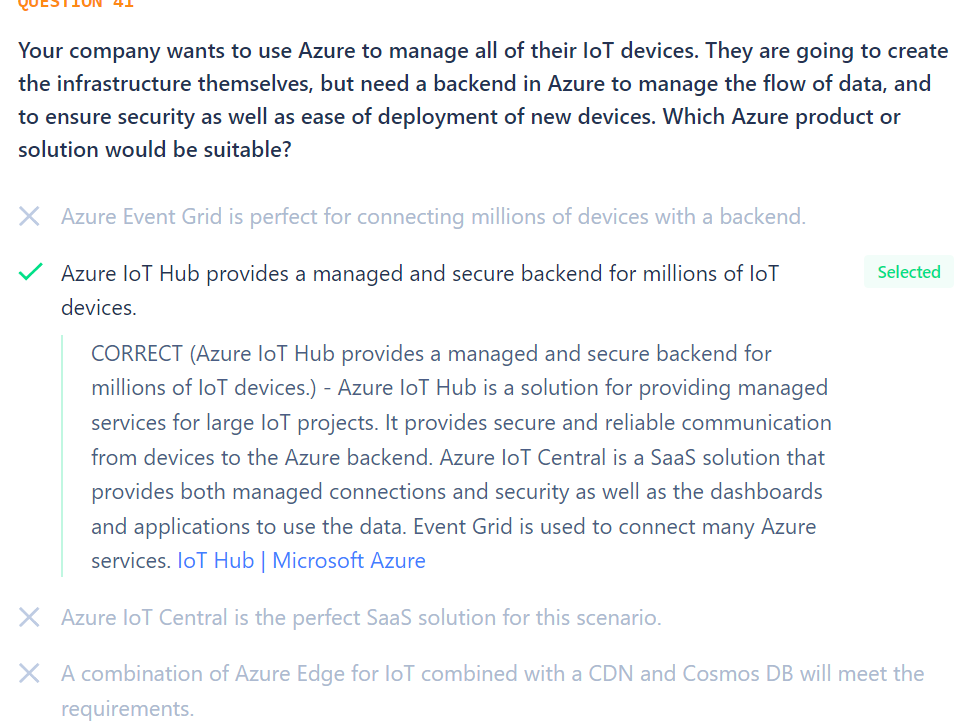 QUESTION 41
Your company wants to use Azure to manage all of their IoT devices. They are going to create
the infrastructure themselves, but need a backend in Azure to manage the flow of data, and
to ensure security as well as ease of deployment of new devices. Which Azure product or
solution would be suitable?
Azure Event Grid is perfect for connecting millions of devices with a backend.
Azure IoT Hub provides a managed and secure backend for millions of IoT
devices.
Selected
CORRECT (Azure IoT Hub provides a managed and secure backend for
millions of IoT devices.) - Azure IoT Hub is a solution for providing managed
services for large IoT projects. It provides secure and reliable communication
from devices to the Azure backend. Azure IoT Central is a SaaS solution that
provides both managed connections and security as well as the dashboards
and applications to use the data. Event Grid is used to connect many Azure
services. IoT Hub | Microsoft Azure
Azure IoT Central is the perfect SaaS solution for this scenario.
A combination of Azure Edge for IoT combined with a CDN and Cosmos DB will meet the
requirements.